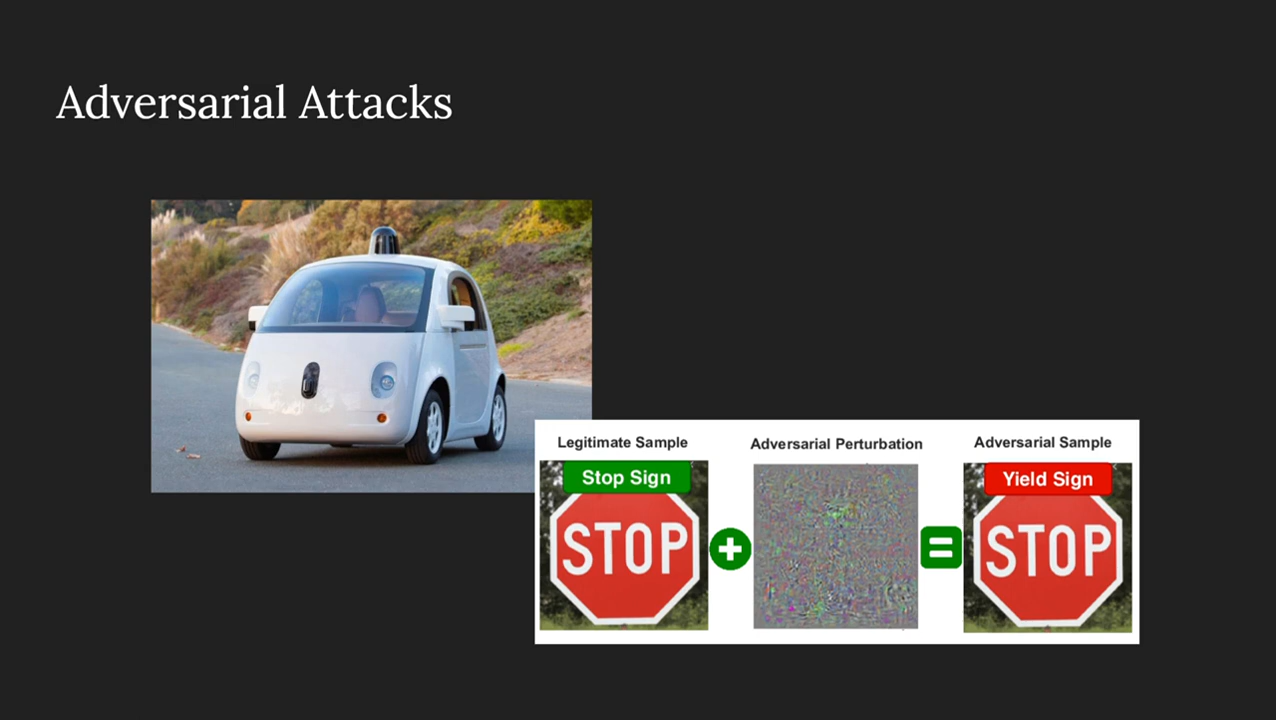 Adversarial Attacks
Legitimate Sample
Adversarial Perturbation
Adversarial Sample
Stop Sign
Yield Sign
STOP
STOP